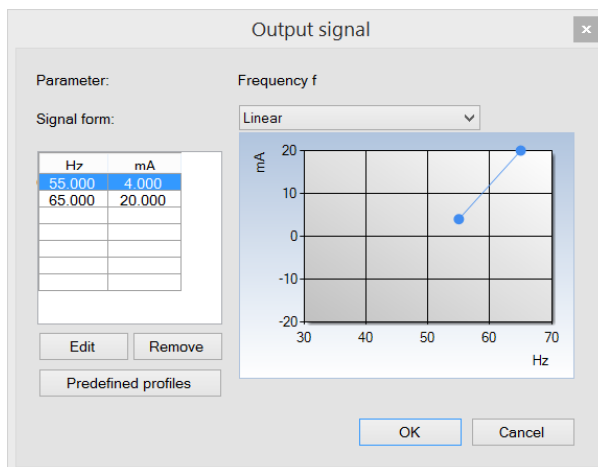 Output signal
×
Parameter:
Frequency f
Signal form:
Linear
Hz mA
55.000 4.000
65.000 20.000
Edit
Remove
Predefined profiles
mA
20
10
0
-10
-20
30 40 50 60 70
Hz
OK
Cancel